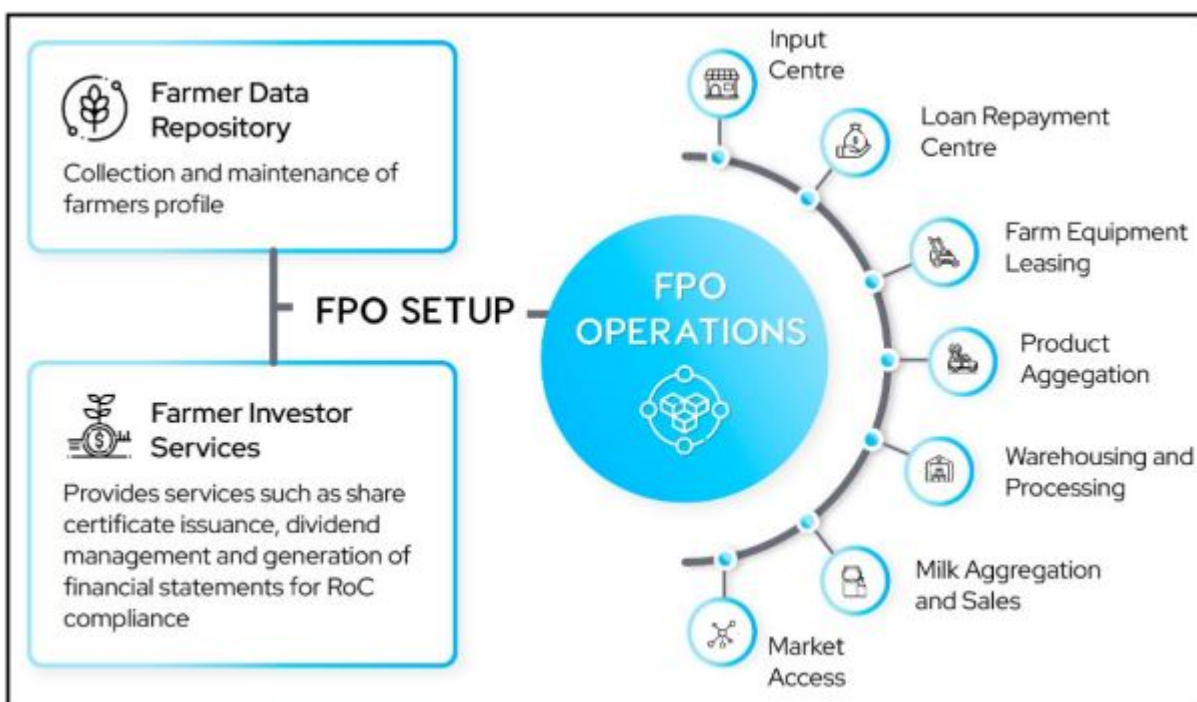 Farmer Data
Repository
Collection and maintenance of
farmers profile
FPO SETUP
Farmer Investor
Services
Provides services such as share
certificate issuance, dividend
management and generation of
financial statements for RoC
compliance
FPO
OPERATIONS
Input
Centre
Loan Repayment
Centre
Farm Equipment
Leasing
Product
Aggegation
Warehousing and
Processing
Milk Aggregation
and Sales
Market
Access